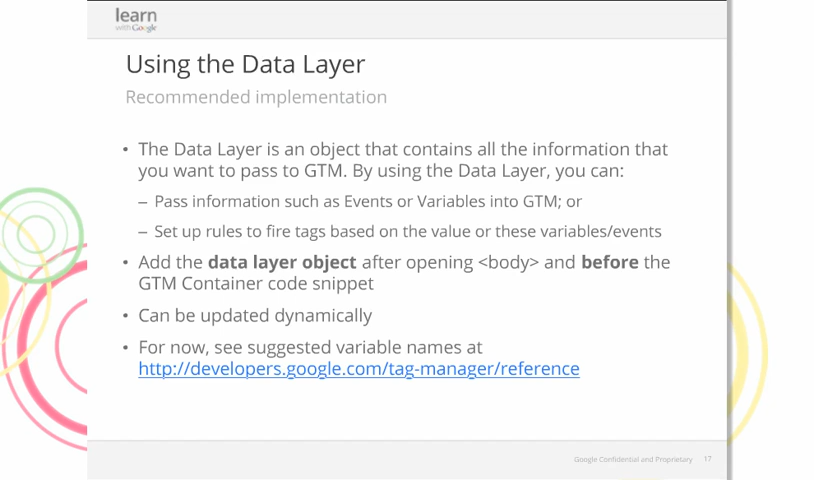 learn
with Google
Using the Data Layer
Recommended implementation
• The Data Layer is an object that contains all the information that
you want to pass to GTM. By using the Data Layer, you can:
– Pass information such as Events or Variables into GTM; or
– Set up rules to fire tags based on the value or these variables/events
• Add the data layer object after opening <body> and before the
GTM Container code snippet
• Can be updated dynamically
• For now, see suggested variable names at
http://developers.google.com/tag-manager/reference
Google Confidential and Proprietary 17